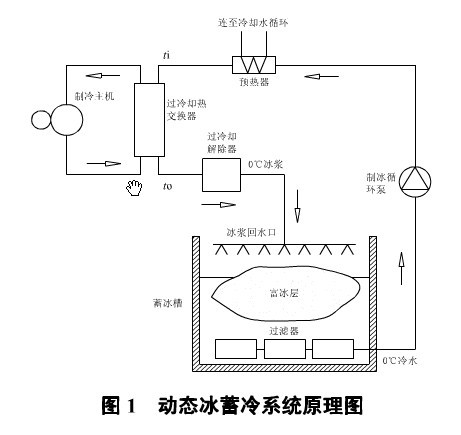 连至冷却水循环
ti
预热器
制冷主机
过冷却热
交换器
过冷却
解除器
0℃冰浆
to
制冰循
环泵
冰浆回水口
富冰层
蓄冰槽
过滤器
0℃冷水
图 1 动态冰蓄冷系统原理图